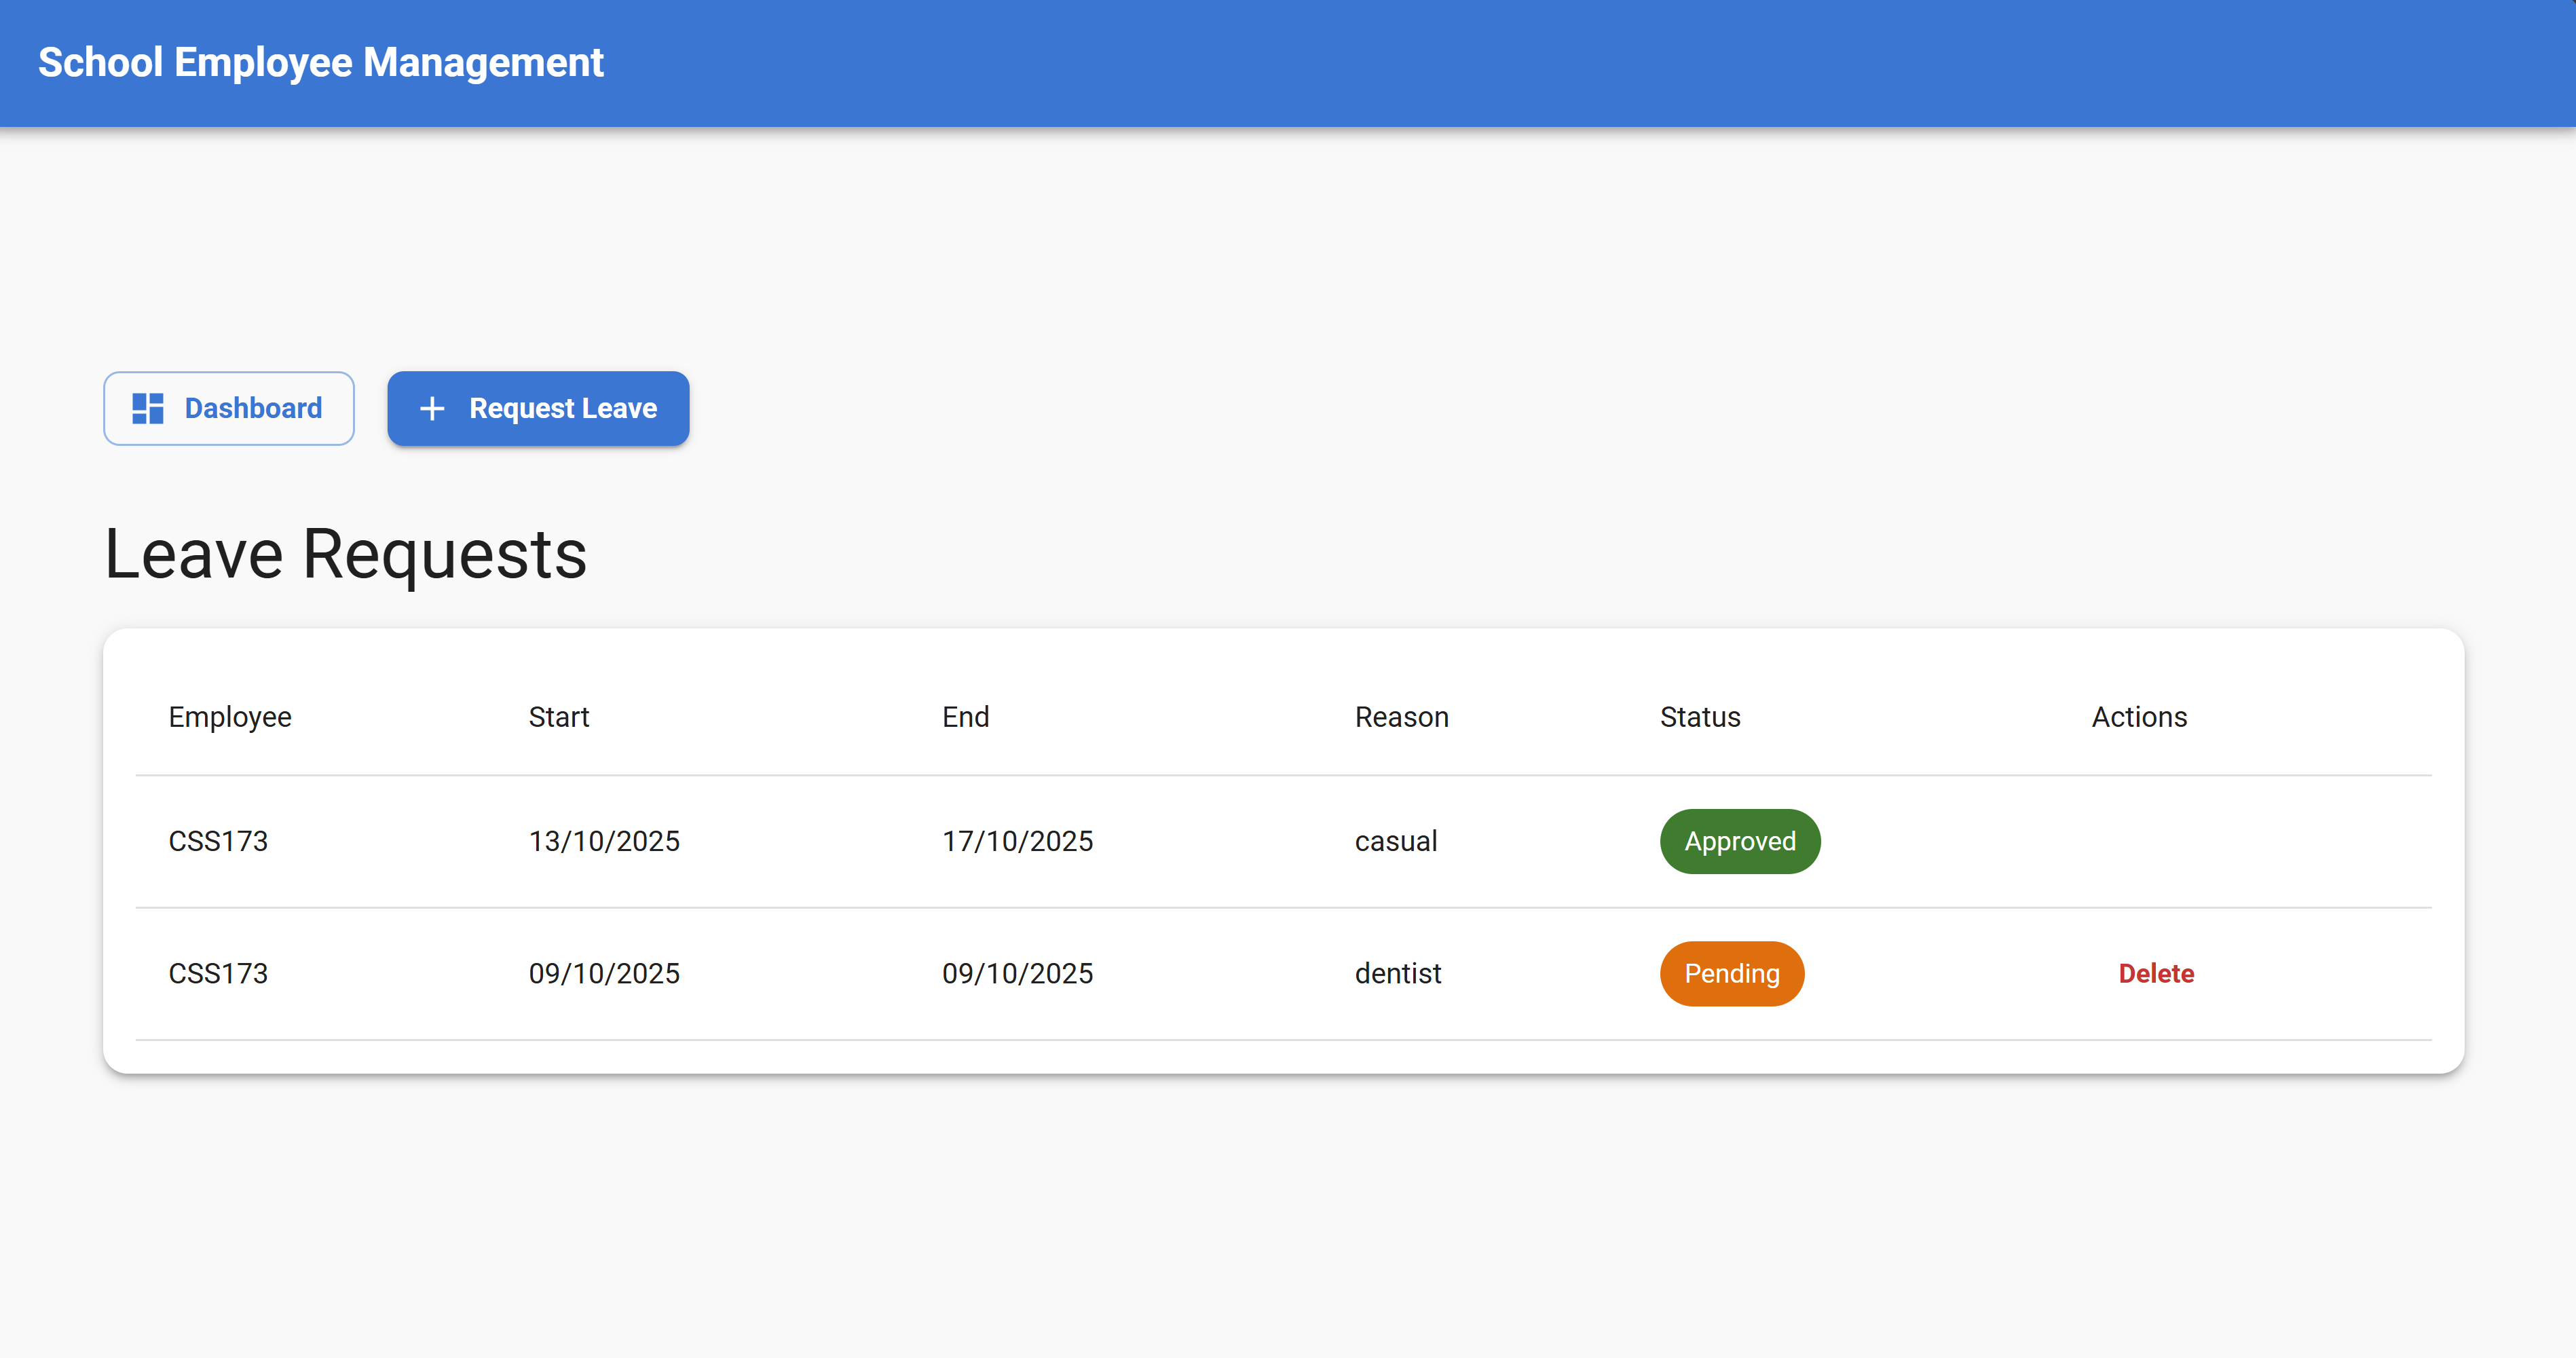 School Employee Management
Dashboard
Request Leave
Leave Requests
Employee Start End Reason Status Actions
CSS173 13/10/2025 17/10/2025 casual Approved
CSS173 09/10/2025 09/10/2025 dentist Pending Delete